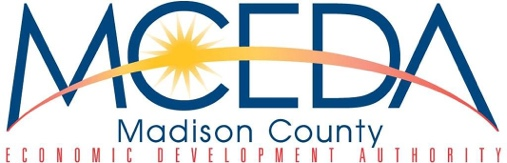 MCEDA
Madison County
ECONOMIC DEVELOPMENT AUTHORITY